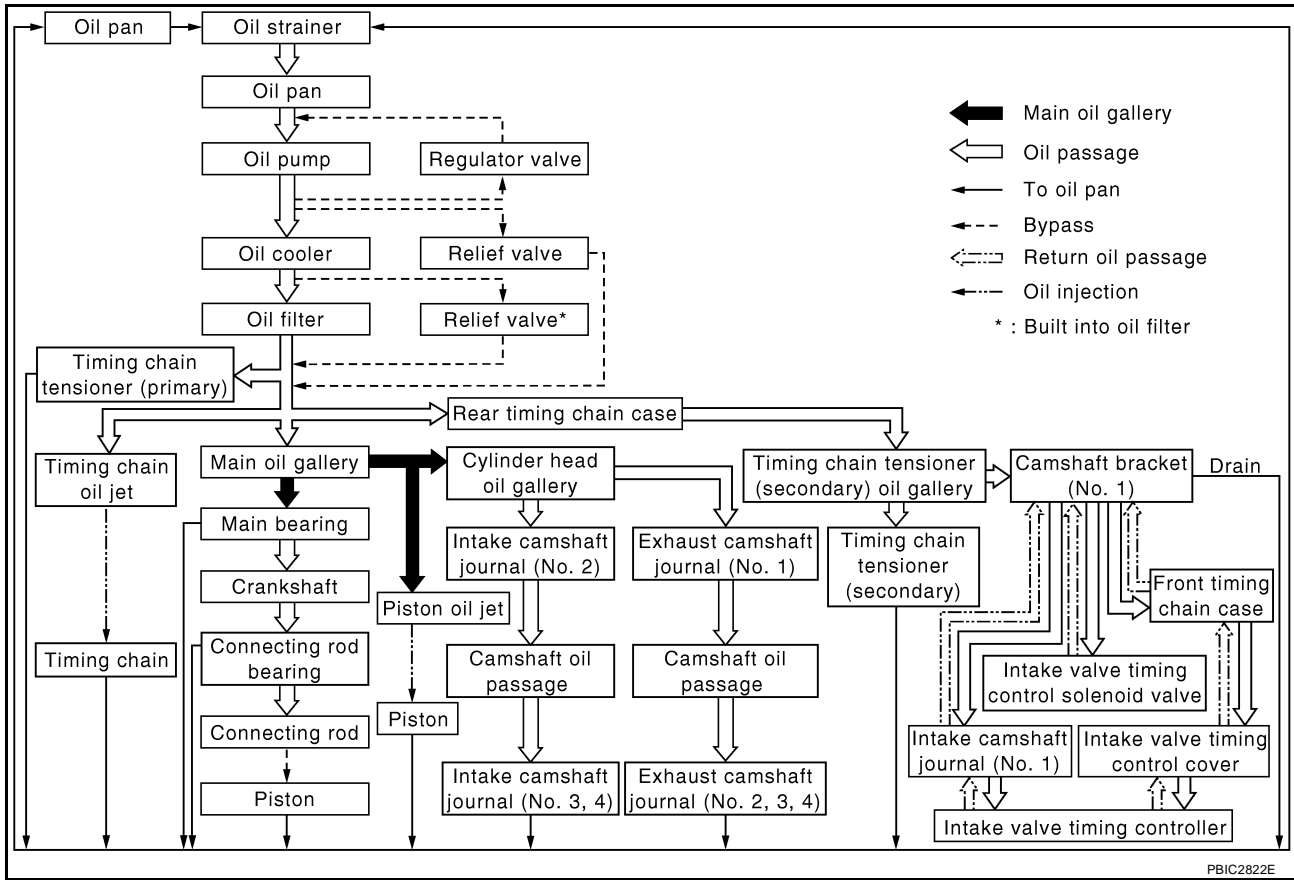 Oil pan
Oil strainer
Oil pan
Main oil gallery
Oil pump
Regulator valve
Oil passage
To oil pan
Bypass
Oil cooler
Relief valve
Return oil passage
Oil injection
Oil filter
Relief valve*
* : Built into oil filter
Timing chain
tensioner (primary)
Rear timing chain case
Timing chain
oil jet
Main oil gallery
Cylinder head
oil gallery
Timing chain tensioner
(secondary) oil gallery
Camshaft bracket
(No. 1)
Drain
Main bearing
Intake camshaft
journal (No. 2)
Exhaust camshaft
journal (No. 1)
Timing chain
tensioner
(secondary)
Crankshaft
Piston oil jet
Front timing
chain case
Timing chain
Connecting rod
bearing
Camshaft oil
passage
Camshaft oil
passage
Intake valve timing
control solenoid valve
Connecting rod
Piston
Intake camshaft
journal (No. 1)
Intake valve timing
control cover
Piston
Intake camshaft
journal (No. 3, 4)
Exhaust camshaft
journal (No. 2, 3, 4)
Intake valve timing controller
PBIC2822E